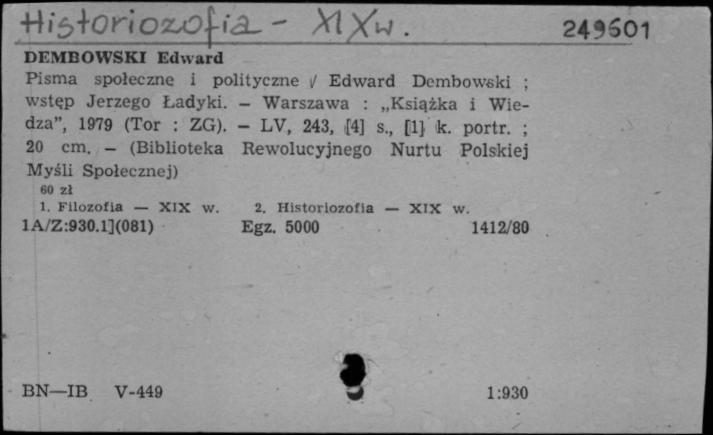 Historiozofia - XIXw. 249601
DEMBOWSKI Edward
Pisma społeczne i polityczne / Edward Dembowski ;
wstęp Jerzego Ładyki. — Warszawa : „Książka i Wie-
dza”, 1979 (Tor : ZG). — LV, 243, [4] s., [1] k. portr. ;
20 cm. — (Biblioteka Rewolucyjnego Nurtu Polskiej
Myśli Społecznej)
60 zł
1. Filozofia — XIX w. 2. Historiozofia — XIX w.
1A/Z:930.1](081) Egz. 5000 1412/80
BN—IB V-449 1:930